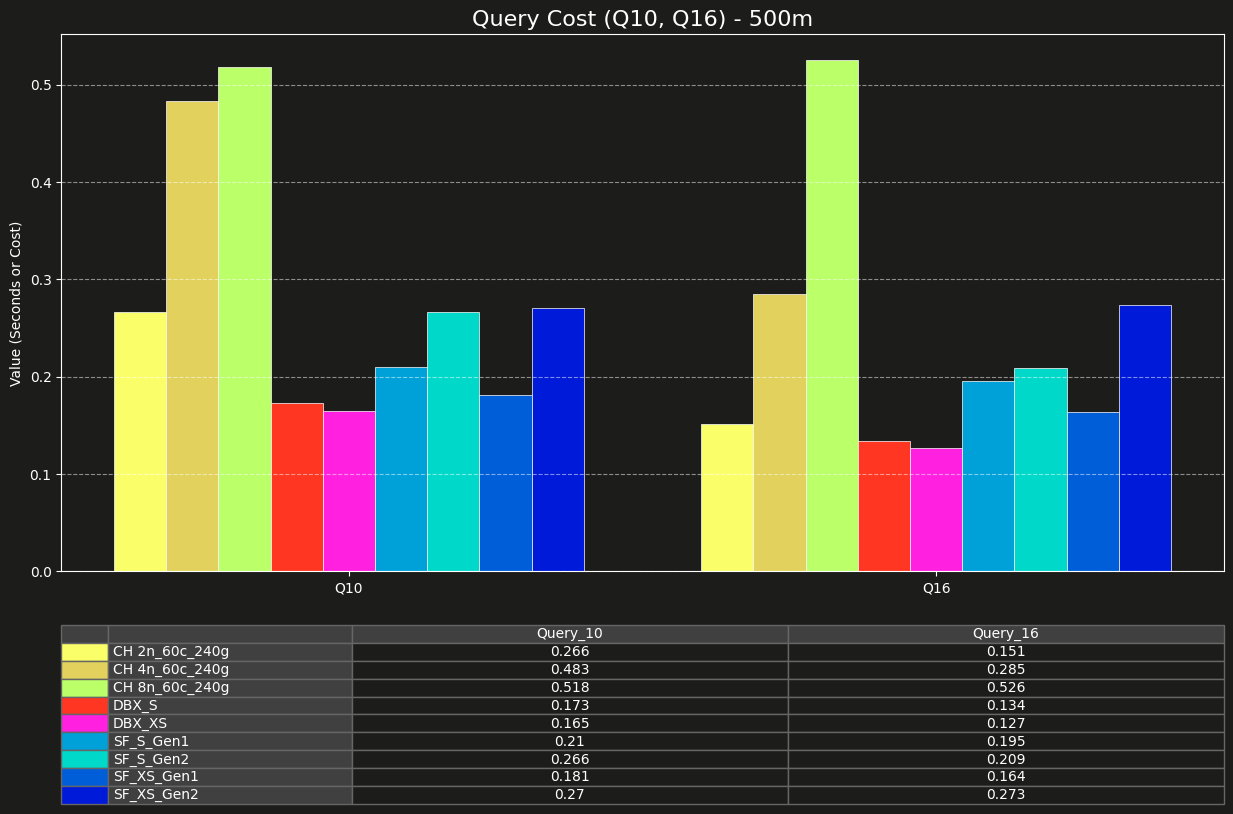 Query Cost (Q10, Q16) - 500m
Value (Seconds or Cost)
0.5
0.4
0.3
0.2
0.1
0.0
Q10 Q16
Query_10 Query_16
CH 2n_60c_240g 0.266 0.151
CH 4n_60c_240g 0.483 0.285
CH 8n_60c_240g 0.518 0.526
DBX_S 0.173 0.134
DBX_XS 0.165 0.127
SF_S_Gen1 0.21 0.195
SF_S_Gen2 0.266 0.209
SF_XS_Gen1 0.181 0.164
SF_XS_Gen2 0.27 0.273